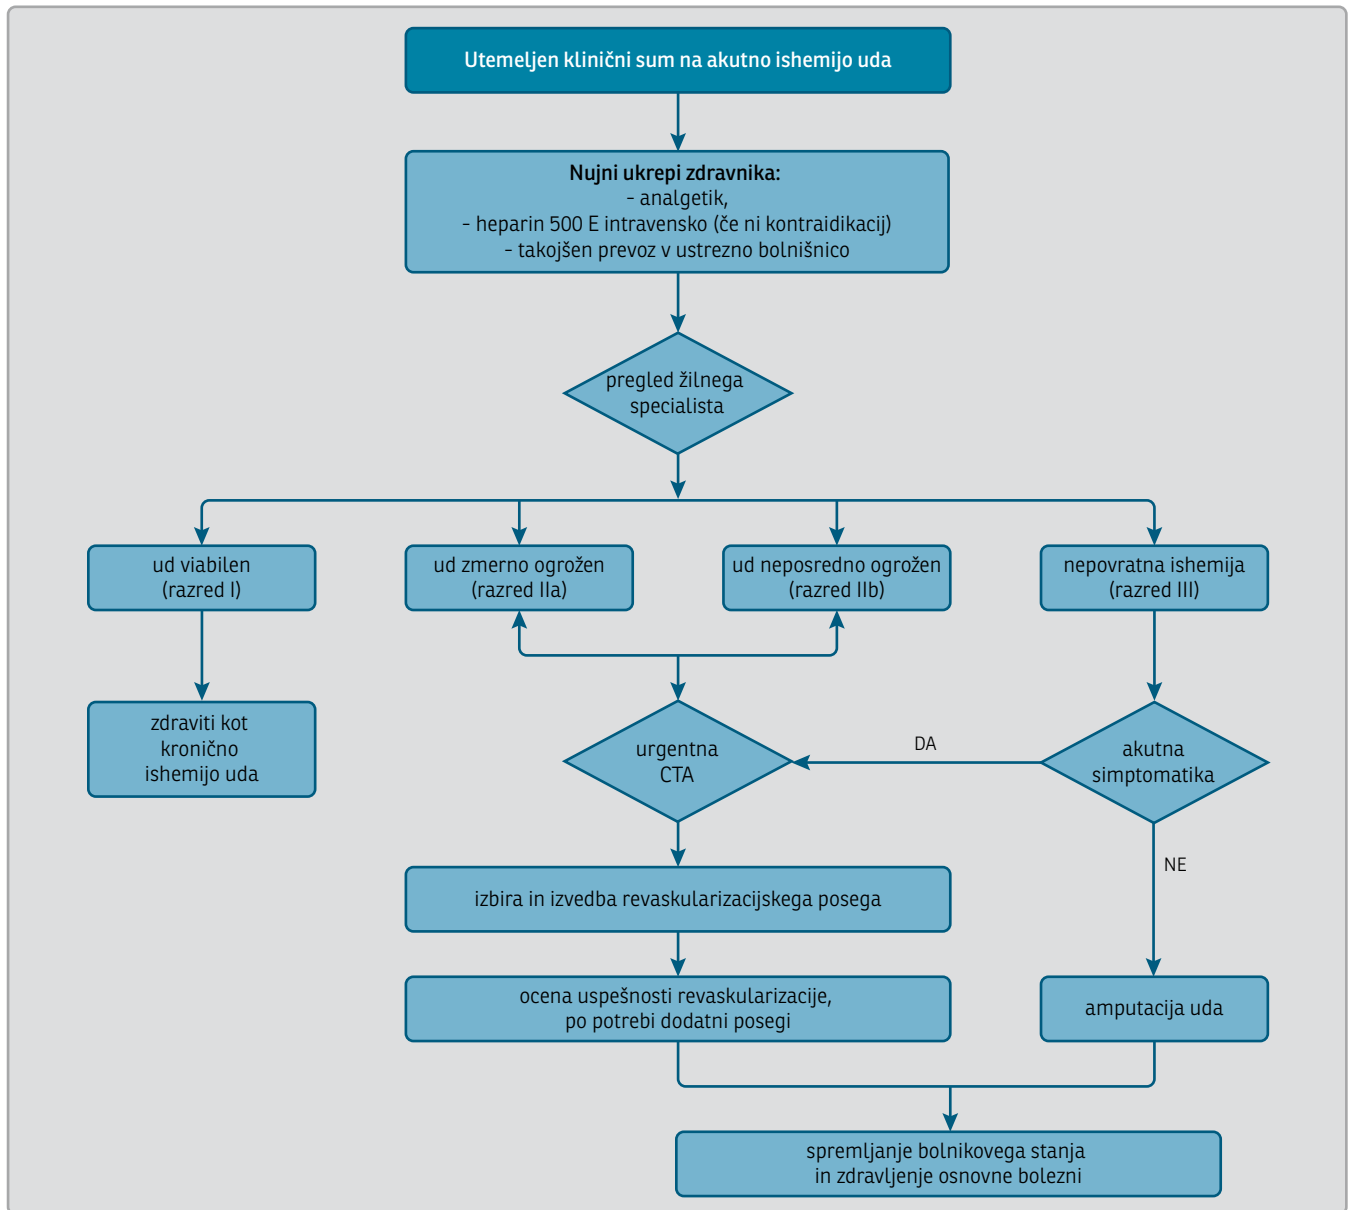 Utemeljen klinični sum na akutno ishemijo uda
Nujni ukrepi zdravnika:
- analgetik,
- heparin 500 E intravensko (če ni kontraidikacij)
- takojšen prevoz v ustrezno bolnišnico
pregled žilnega
specialista
ud viabilen
(razred I)
ud zmerno ogrožen
(razred IIa)
ud neposredno ogrožen
(razred IIb)
nepovratna ishemija
(razred III)
zdraviti kot
kronično
ishemijo uda
urgentna
CTA
DA
akutna
simptomatika
NE
izbira in izvedba revaskularizacijskega posega
ocena uspešnosti revaskularizacije,
po potrebi dodatni posegi
amputacija uda
spremljanje bolnikovega stanja
in zdravljenje osnovne bolezni